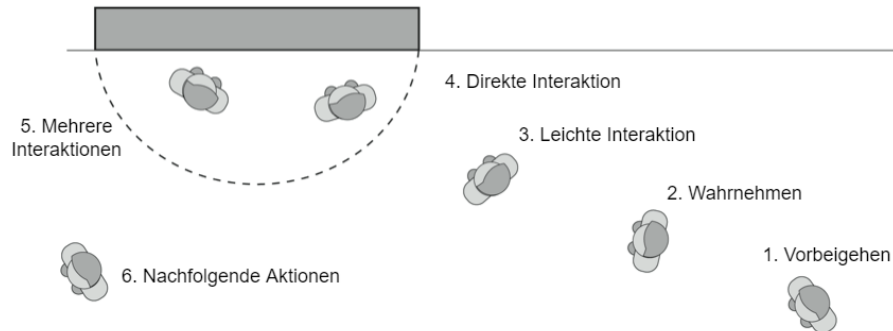 4. Direkte Interaktion
5. Mehrere
Interaktionen
3. Leichte Interaktion
2. Wahrnehmen
1. Vorbeigehen
6. Nachfolgende Aktionen